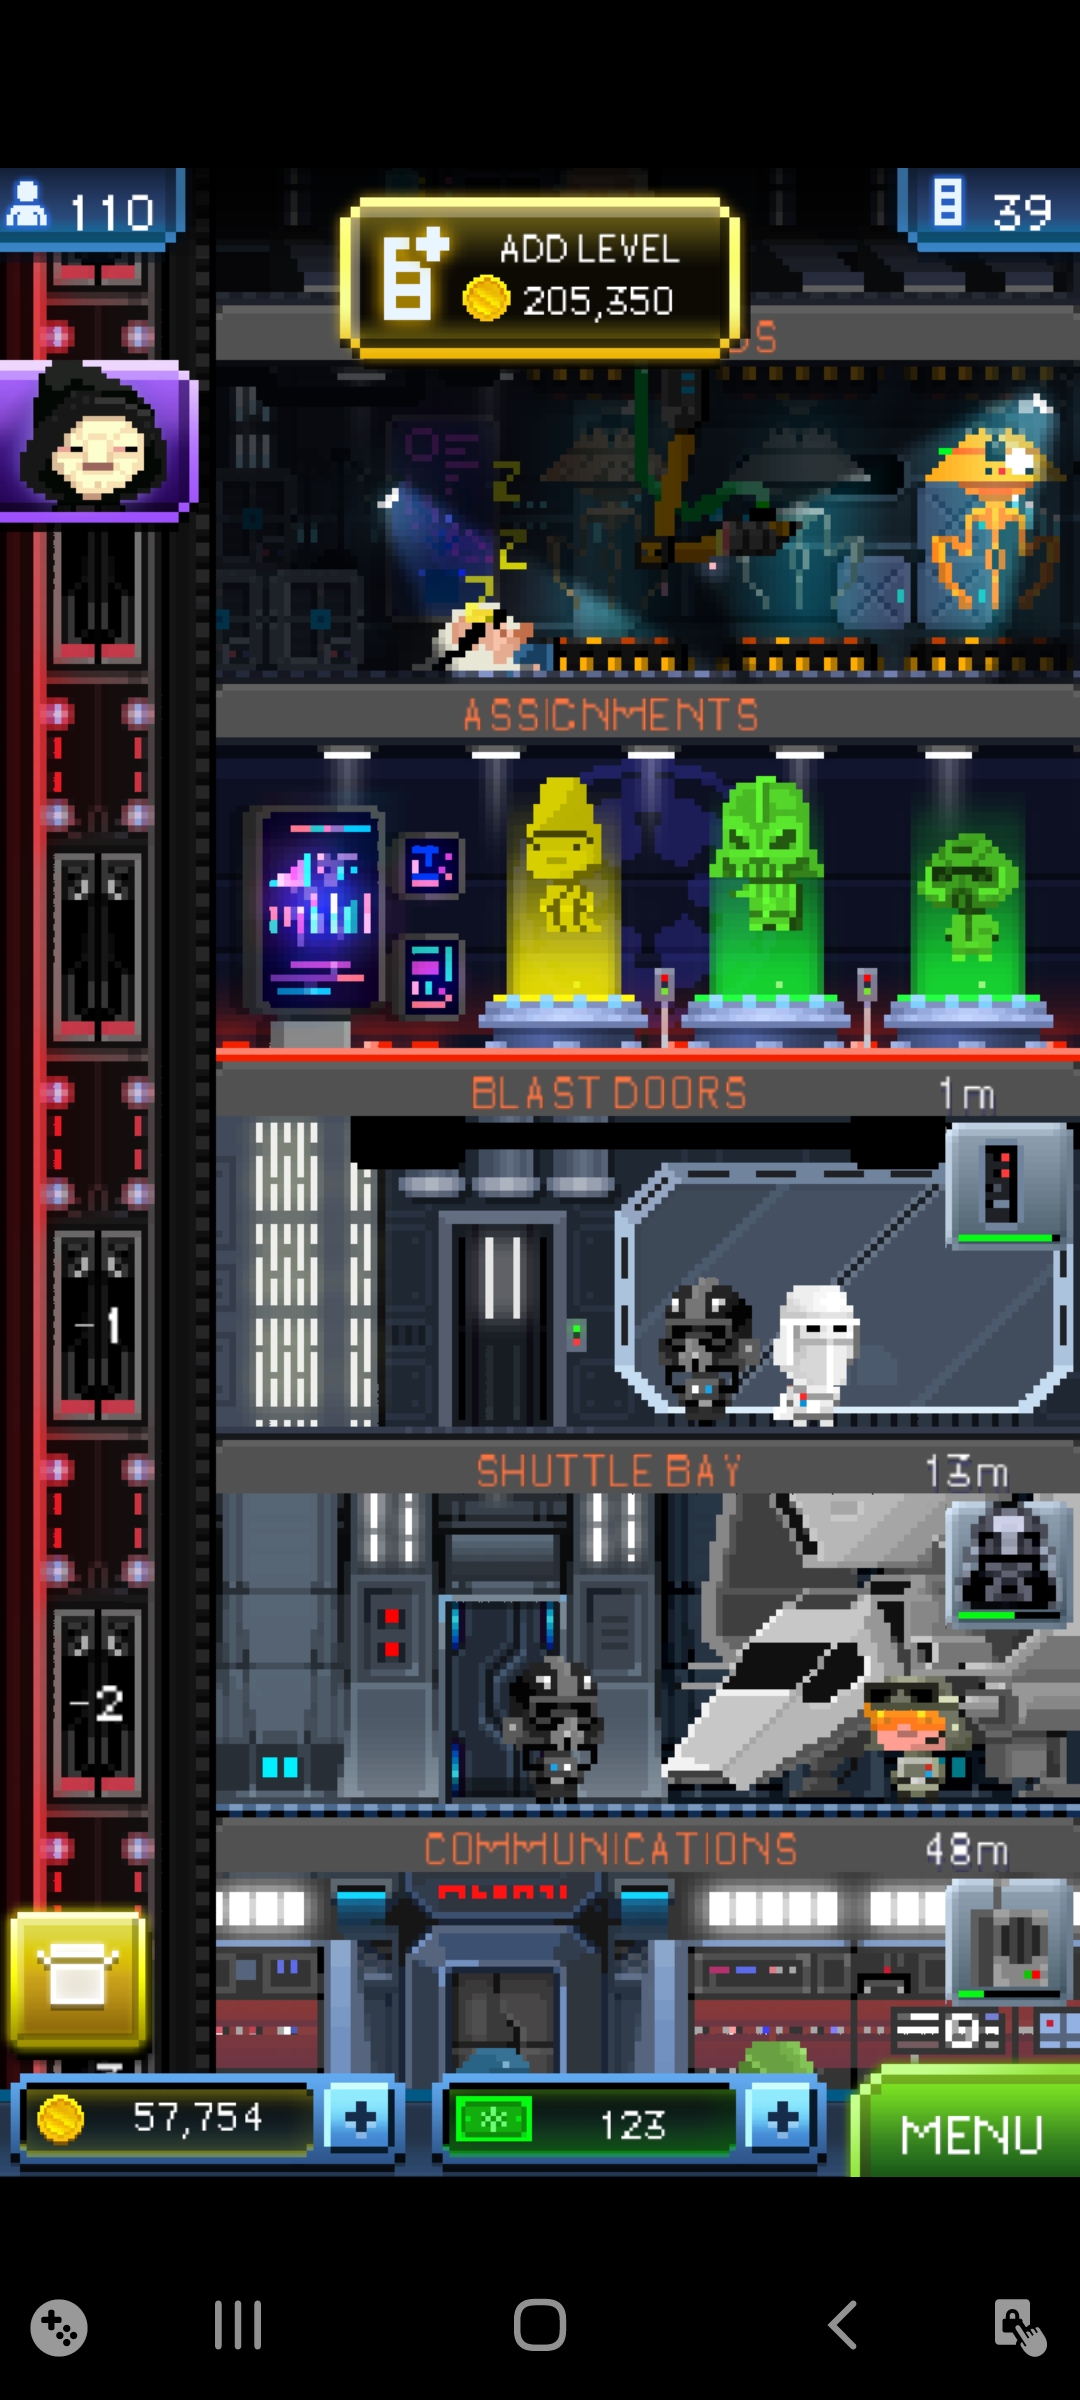 110
ADD LEVEL
205,350
39
DS
ASSIGNMENTS
BLAST DOORS 1m
-1
SHUTTLE BAY 13m
-2
COMMUNICATIONS 48m
57,754
123
MENU